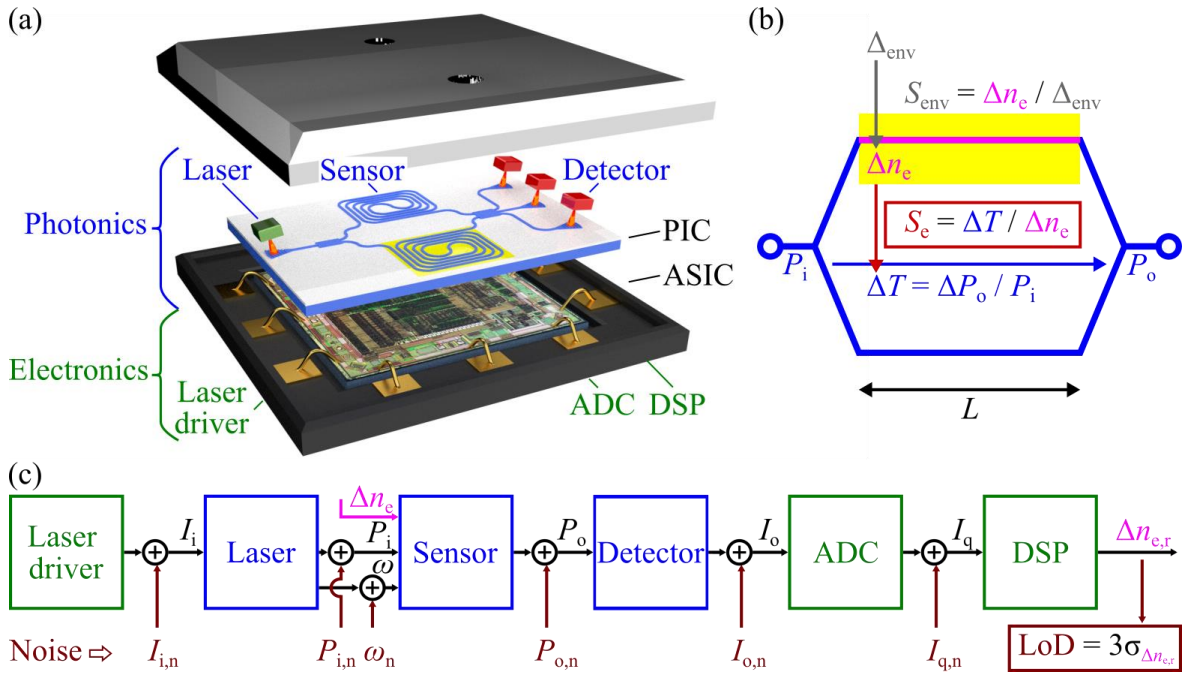 (a)
Laser
Sensor
Detector
Photonics
PIC
ASIC
Electronics
Laser
driver
ADC DSP
(b)
Δenv
Senv = Δne / Δenv
Δne
Se = ΔT / Δne
Pi
Po
ΔT = ΔPo / Pi
L
(c)
Δne
Ii
Pi
ω
Po
Io
Iq
Δne,r
Laser
driver
Laser
Sensor
Detector
ADC
DSP
Noise ⇨
Ii,n
Pi,n
ωn
Po,n
Io,n
Iq,n
LoD = 3σΔne,r